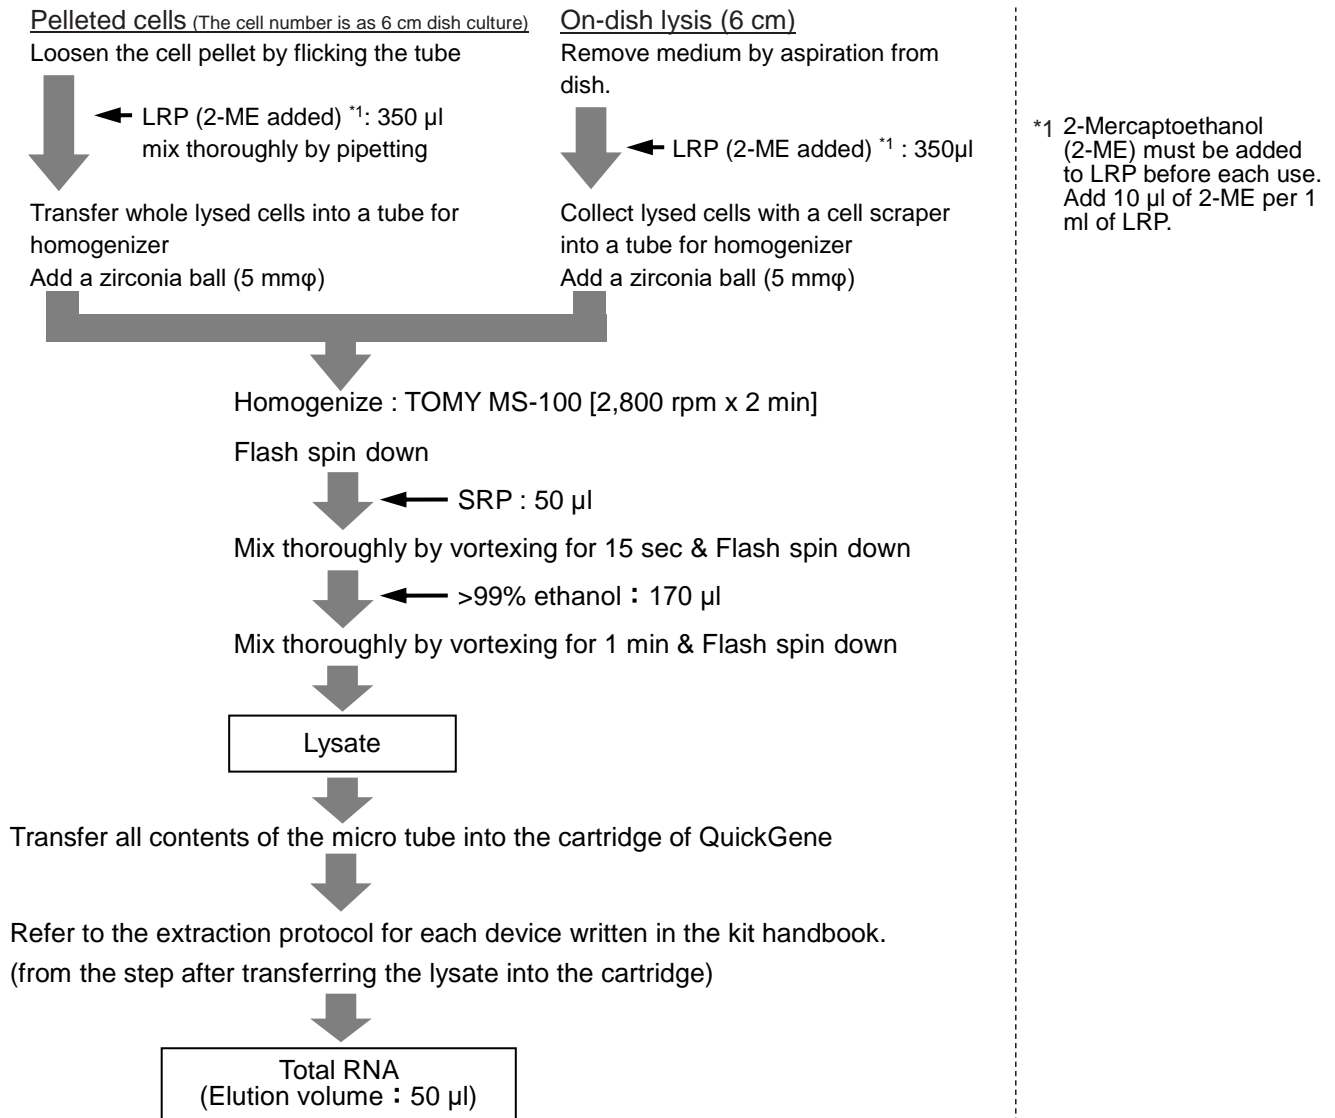 Pelleted cells (The cell number is as 6 cm dish culture)
Loosen the cell pellet by flicking the tube
LRP (2-ME added) *1: 350 µl
mix thoroughly by pipetting
Transfer whole lysed cells into a tube for
homogenizer
Add a zirconia ball (5 mmφ)
On-dish lysis (6 cm)
Remove medium by aspiration from
dish.
LRP (2-ME added) *1 : 350µl
Collect lysed cells with a cell scraper
into a tube for homogenizer
Add a zirconia ball (5 mmφ)
*1 2-Mercaptoethanol
(2-ME) must be added
to LRP before each use.
Add 10 µl of 2-ME per 1
ml of LRP.
Homogenize : TOMY MS-100 [2,800 rpm x 2 min]
Flash spin down
SRP : 50 µl
Mix thoroughly by vortexing for 15 sec & Flash spin down
>99% ethanol：170 µl
Mix thoroughly by vortexing for 1 min & Flash spin down
Lysate
Transfer all contents of the micro tube into the cartridge of QuickGene
Refer to the extraction protocol for each device written in the kit handbook.
(from the step after transferring the lysate into the cartridge)
Total RNA
(Elution volume：50 µl)